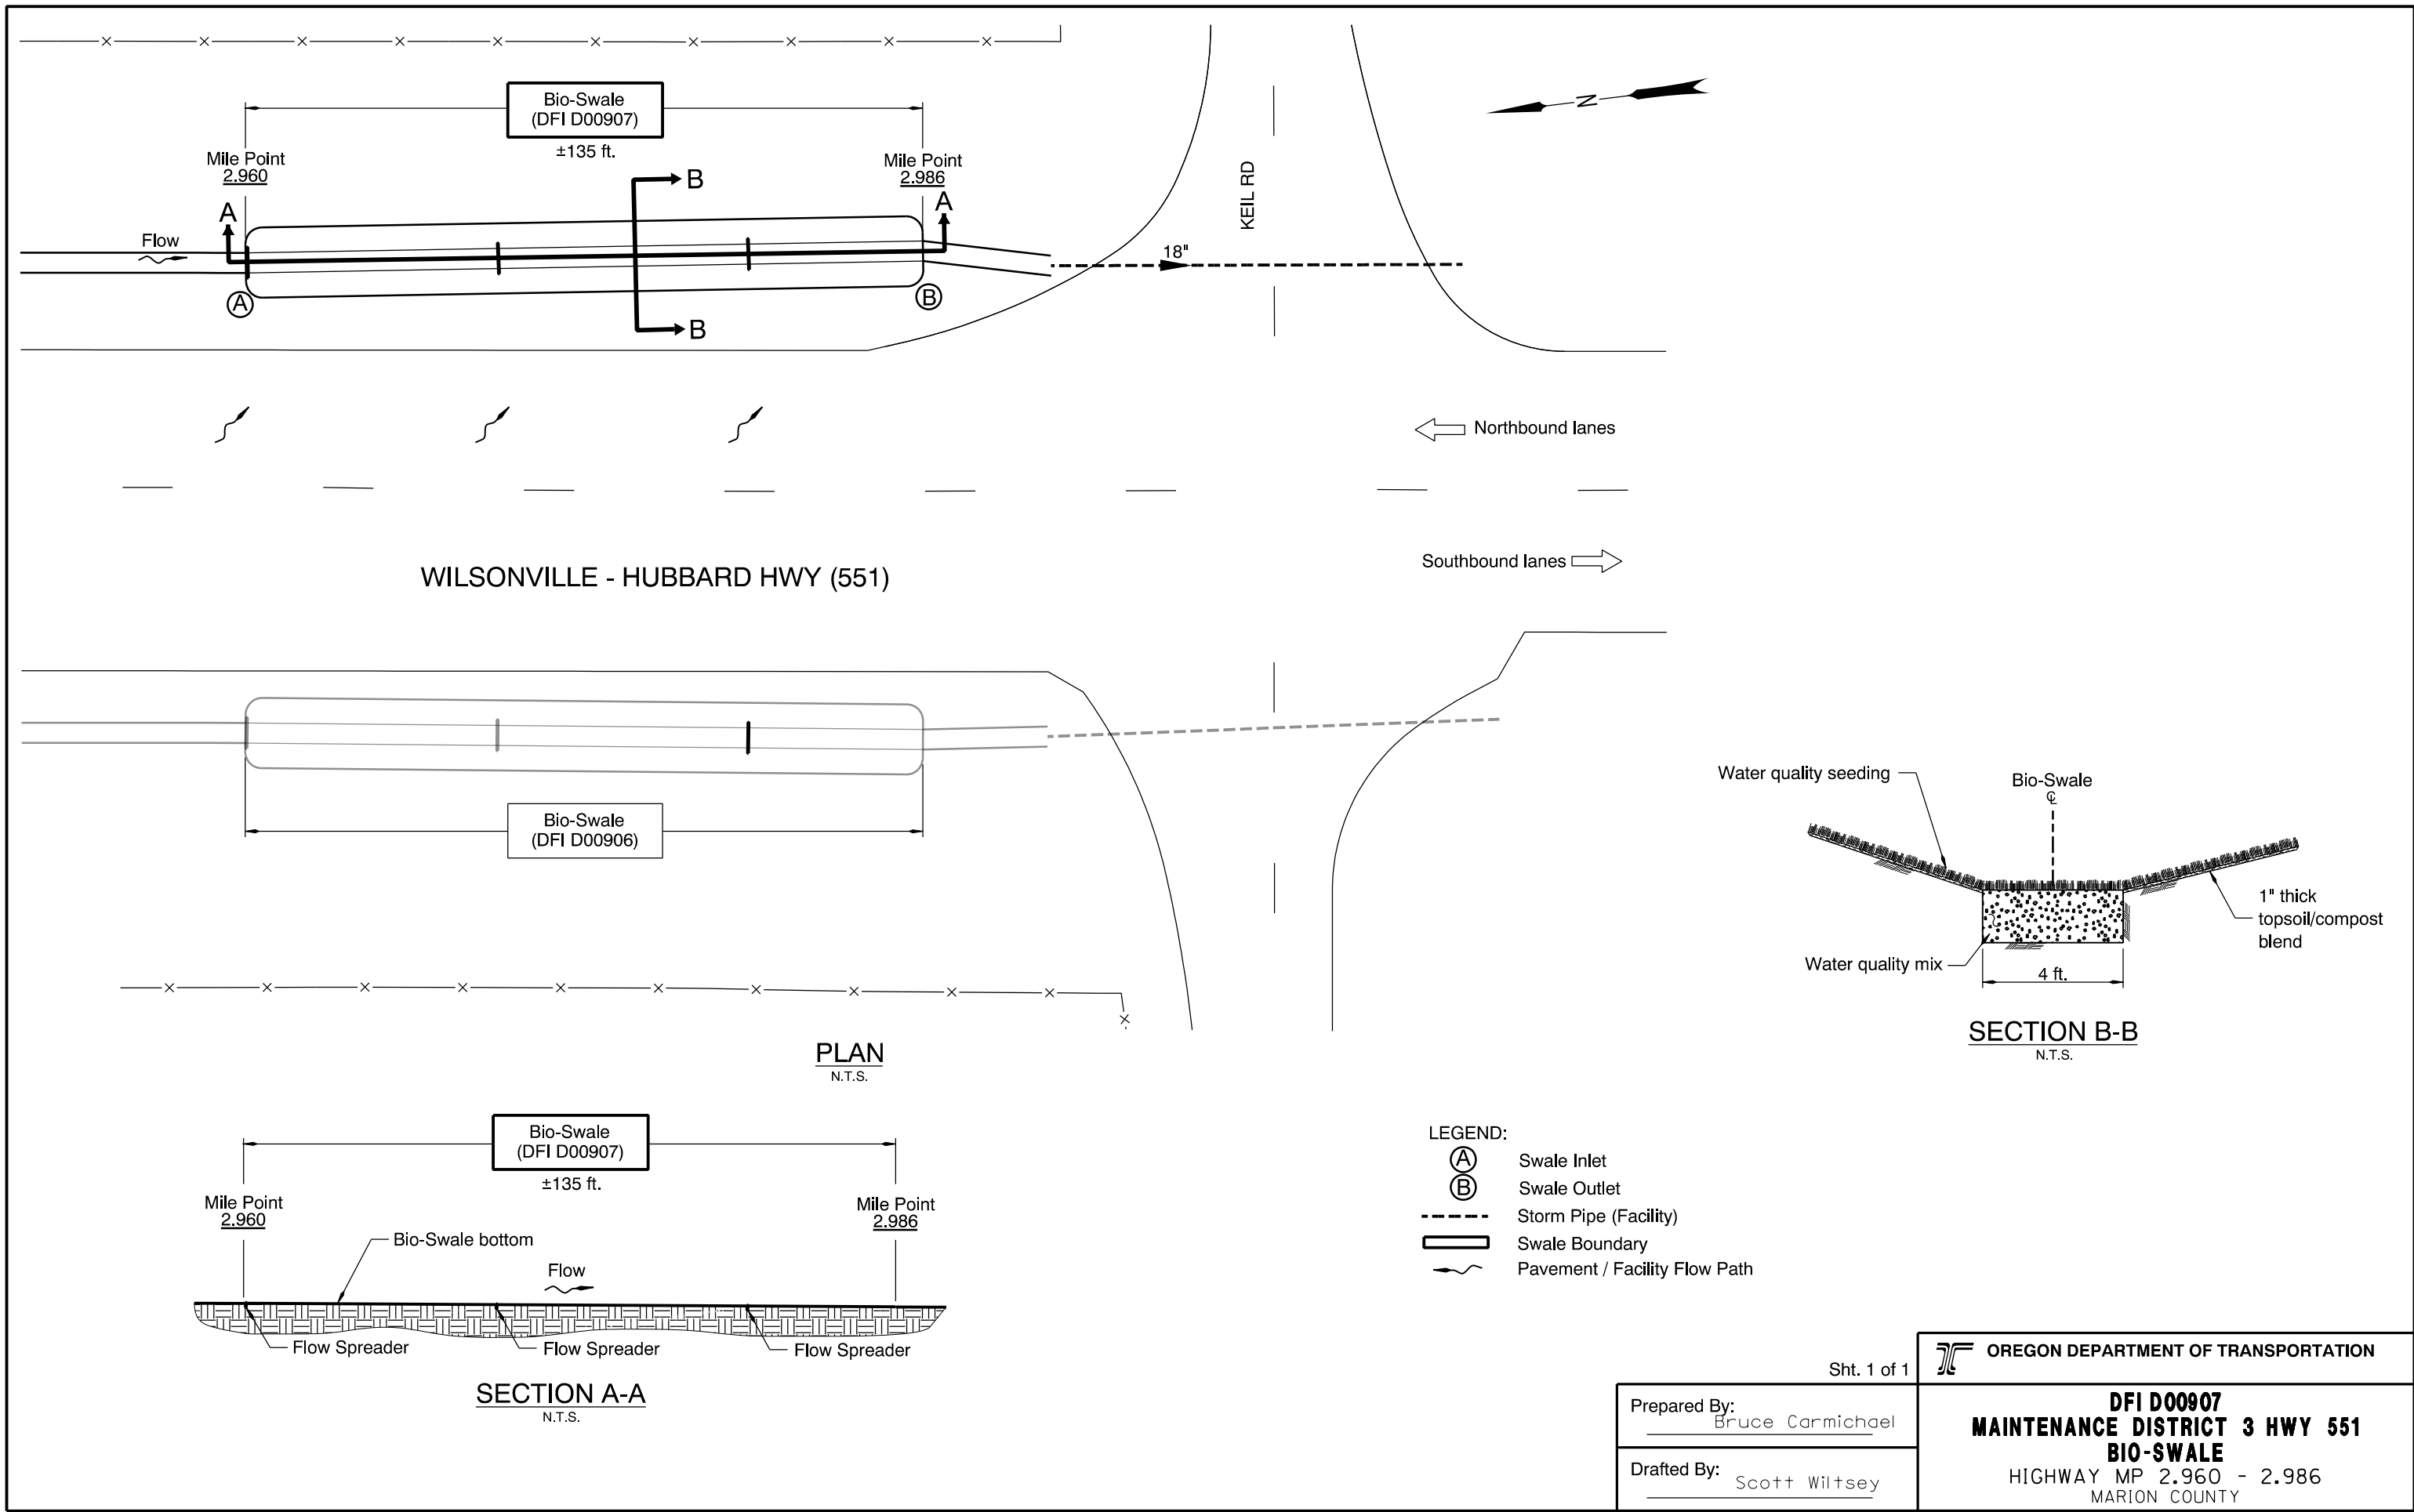 Bio-Swale
(DFI D00907)
±135 ft.
Mile Point
2.960
Mile Point
2.986
N
KEIL RD
B
A
A
Flow
18"
A
B
B
Northbound lanes
Southbound lanes
WILSONVILLE - HUBBARD HWY (551)
Bio-Swale
(DFI D00906)
Water quality seeding
Bio-Swale
℄
1" thick
topsoil/compost
blend
Water quality mix
4 ft.
SECTION B-B
N.T.S.
PLAN
N.T.S.
Bio-Swale
(DFI D00907)
±135 ft.
Mile Point
2.960
Mile Point
2.986
Bio-Swale bottom
Flow
Flow Spreader
Flow Spreader
Flow Spreader
SECTION A-A
N.T.S.
LEGEND:
A Swale Inlet
B Swale Outlet
Storm Pipe (Facility)
Swale Boundary
Pavement / Facility Flow Path
Sht. 1 of 1
OREGON DEPARTMENT OF TRANSPORTATION
Prepared By:
Bruce Carmichael
Drafted By:
Scott Wiltsey
DFI D00907
MAINTENANCE DISTRICT 3 HWY 551
BIO-SWALE
HIGHWAY MP 2.960 - 2.986
MARION COUNTY